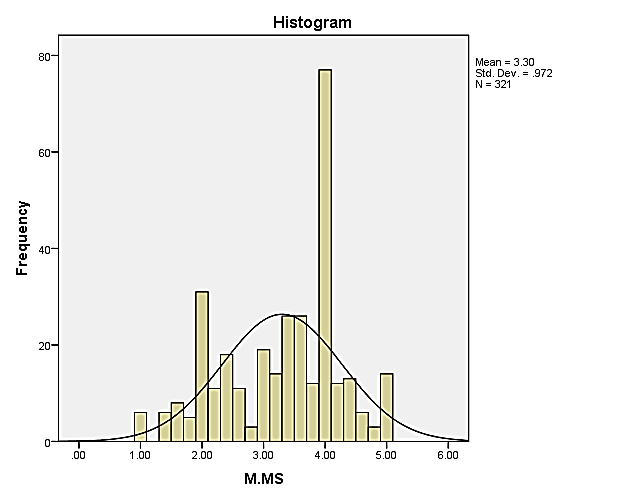 Histogram
Mean = 3.30
Std. Dev. = .972
N = 321
Frequency
80
60
40
20
0
.00 1.00 2.00 3.00 4.00 5.00 6.00
M.MS